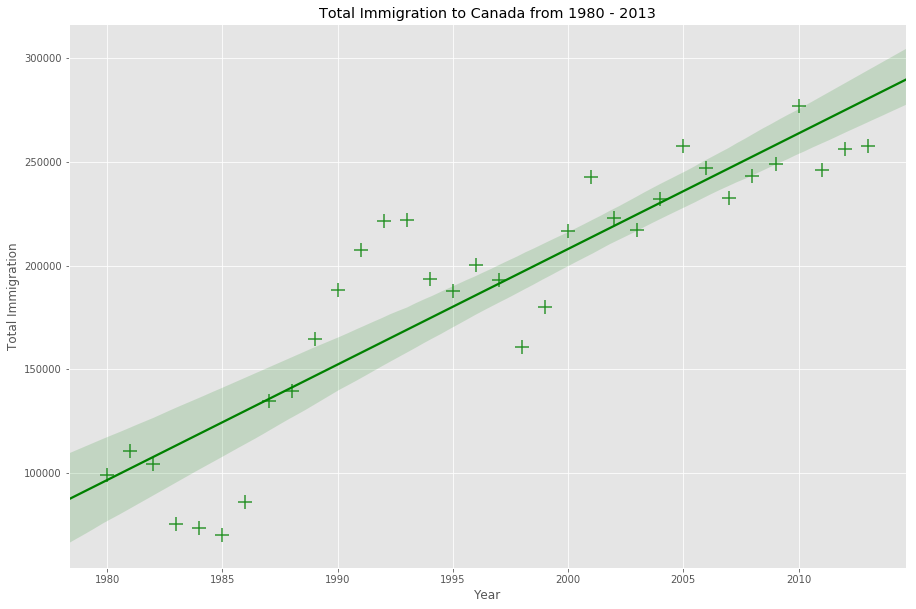 Total Immigration to Canada from 1980 - 2013
300000
250000
200000
150000
100000
Total Immigration
1980 1985 1990 1995 2000 2005 2010
Year